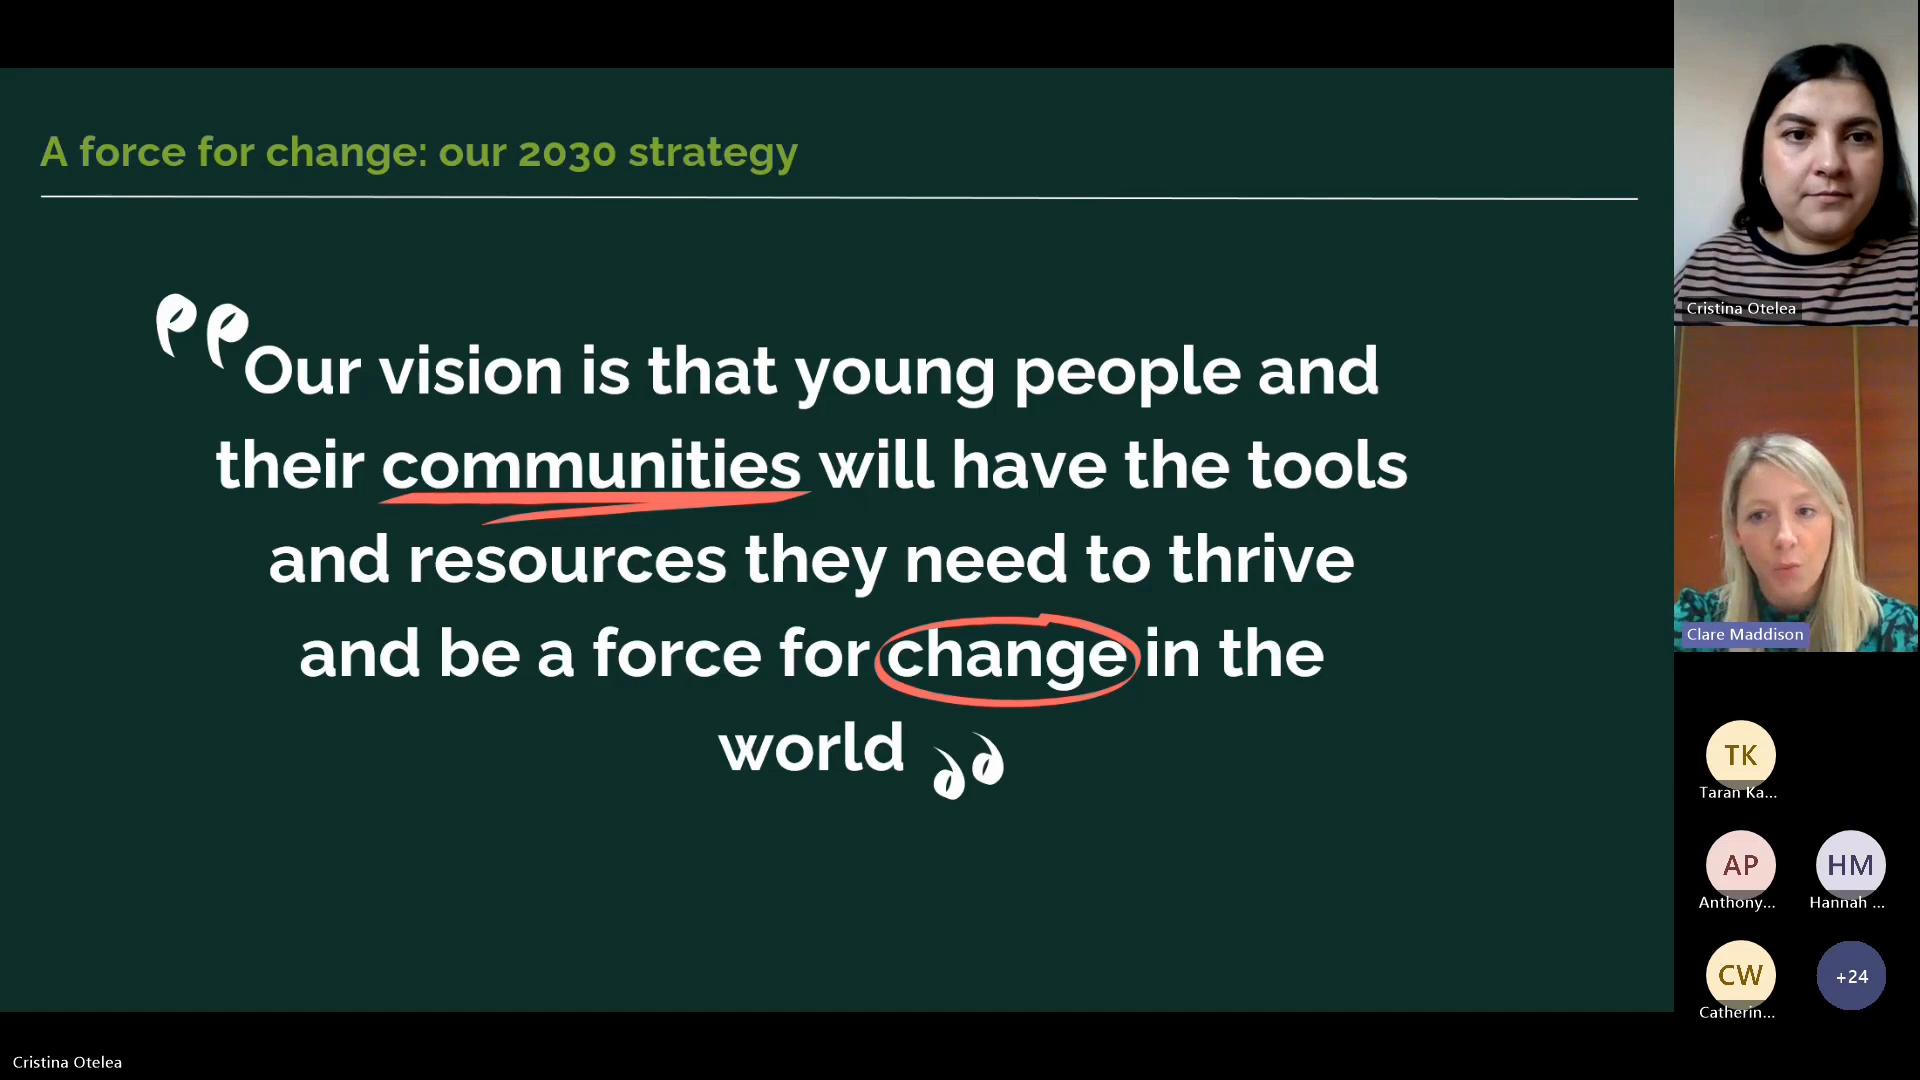 A force for change: our 2030 strategy
Our vision is that young people and
their communities will have the tools
and resources they need to thrive
and be a force for change in the
world
Cristina Otelea
Clare Maddison
TK
Taran Ka...
AP
Anthony...
HM
Hannah ...
CW
Catherin...
+24
Cristina Otelea